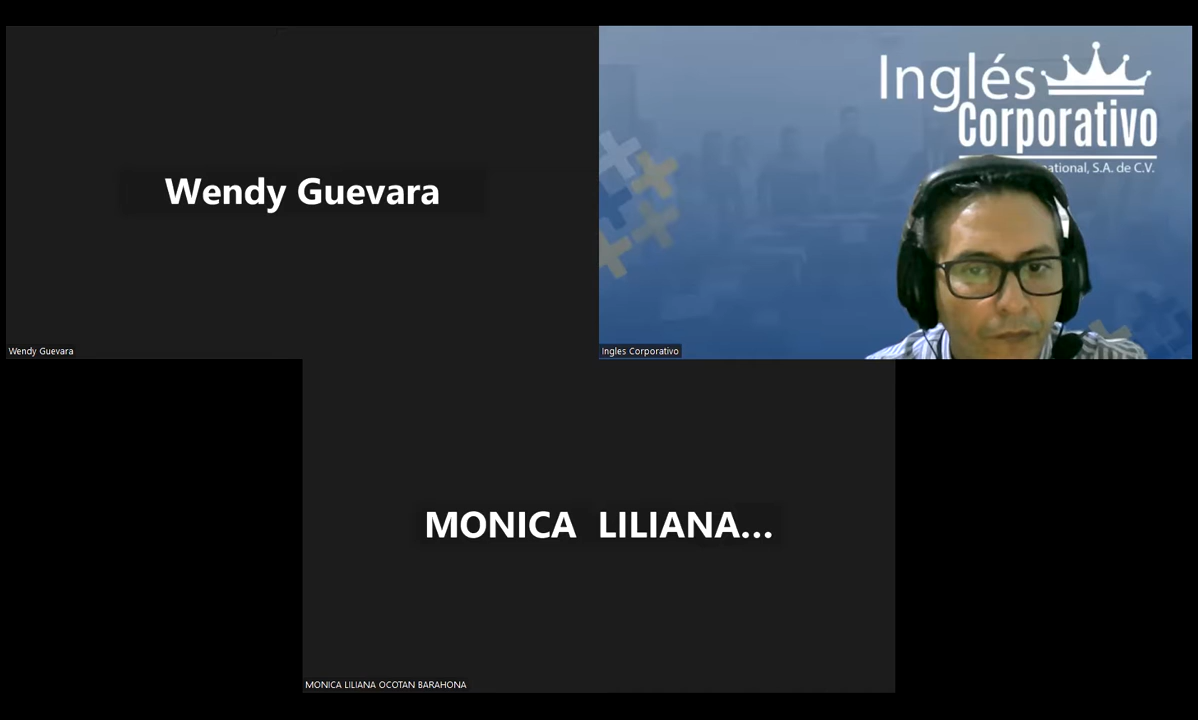 Wendy Guevara
Wendy Guevara
Inglés
Corporativo
national, S.A. de C.V.
Ingles Corporativo
MONICA LILIANA...
MONICA LILIANA OCOTAN BARAHONA